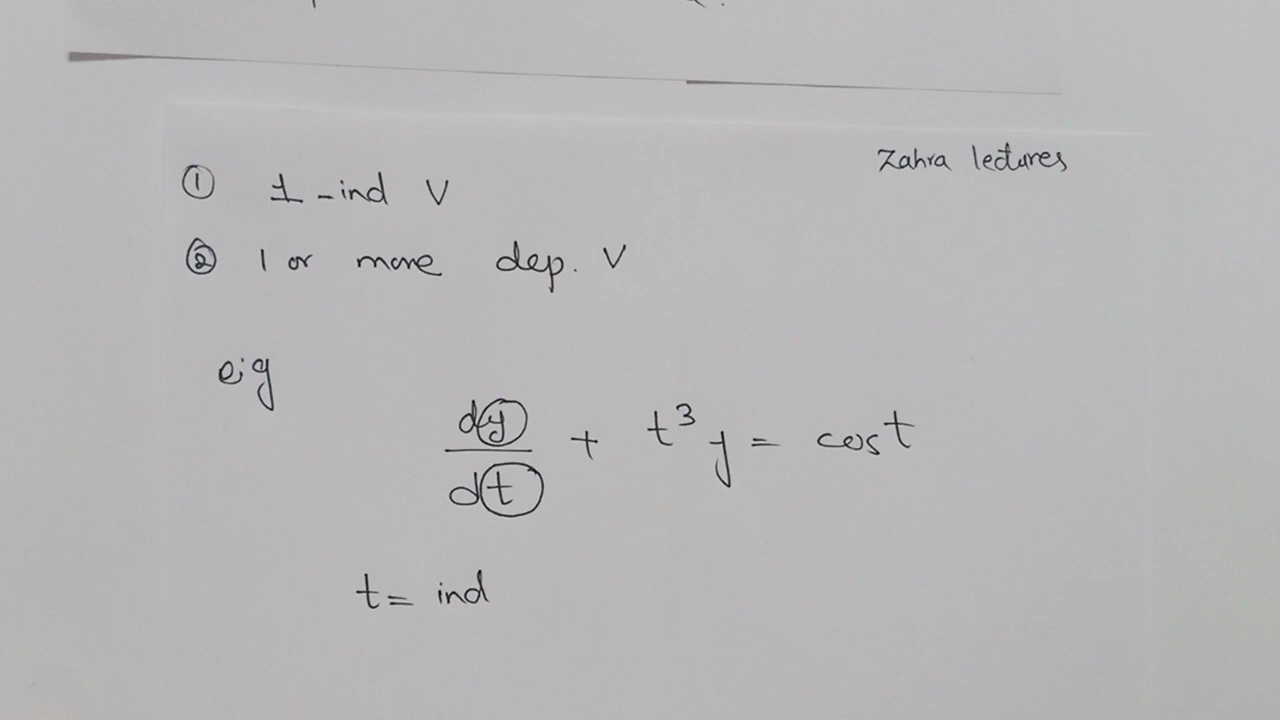 Zahra lectures
① 1 - ind V
② 1 or more dep. V
e.g
dy/dt + t³y = cos t
t = ind